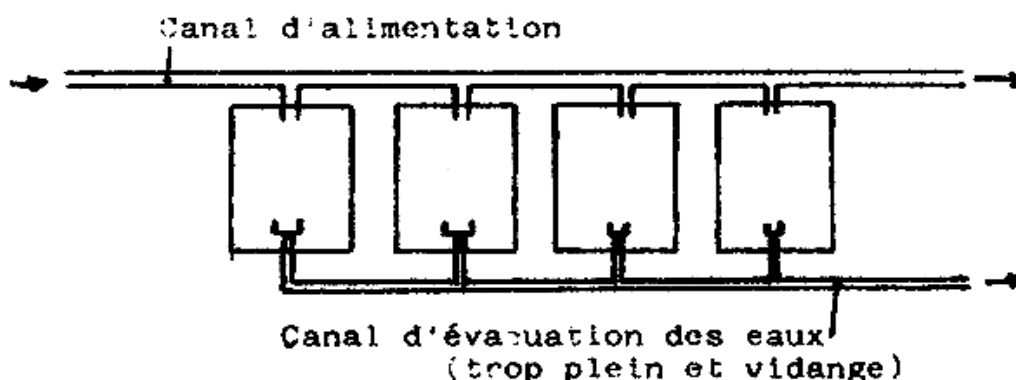 Canal d'alimentation
Canal d'évacuation des eaux
(trop plein et vidange)